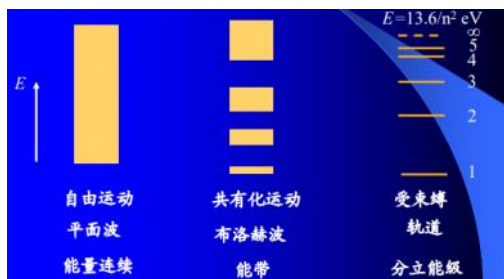 E=13.6/n² eV
∞
5
4
E
3
2
1
自由运动
共有化运动
受束缚
平面波
布洛赫波
轨道
能量连续
能带
分立能级